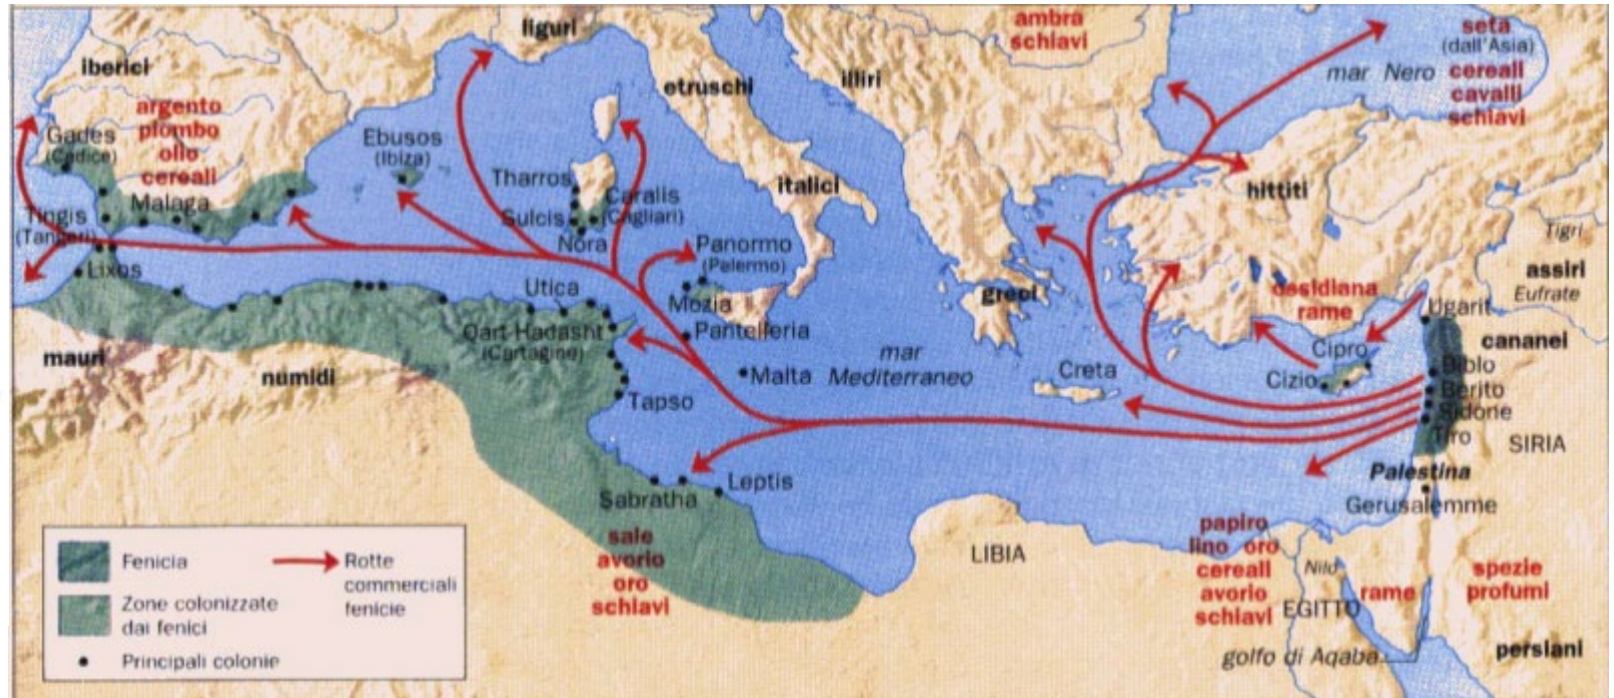 liguri
ambra
schiavi
seta
(dall'Asia)
cereali
cavalli
schiavi
mar Nero
iberici
etruschi
illiri
argento
piombo
olio
cereali
Gades
(Cadice)
Ebusos
(Ibiza)
Tharros
Caralis
(Cagliari)
Sulcis
Nora
italici
hittiti
Malaga
Tingis
(Tangeri)
Lixos
Panormo
(Palermo)
Mozia
Tigri
assiri
Eufrate
greci
ossidiana
rame
Ugarit
Utica
Qart-Hadasht
(Cartagine)
Pantelleria
cananei
mauri
numidi
mar
Mediterraneo
Malta
Creta
Cipro
Cizio
Biblo
Berito
Sidone
Tiro
SIRIA
Tapso
Palestina
Gerusalemme
Sabratha
Leptis
sale
avorio
oro
schiavi
LIBIA
papiro
lino oro
cereali
avorio
schiavi
Nilo
EGITTO
rame
spezie
profumi
golfo di Aqaba
persiani
Fenicia
Rotte
commerciali
fenicie
Zone colonizzate
dai fenici
Principali colonie